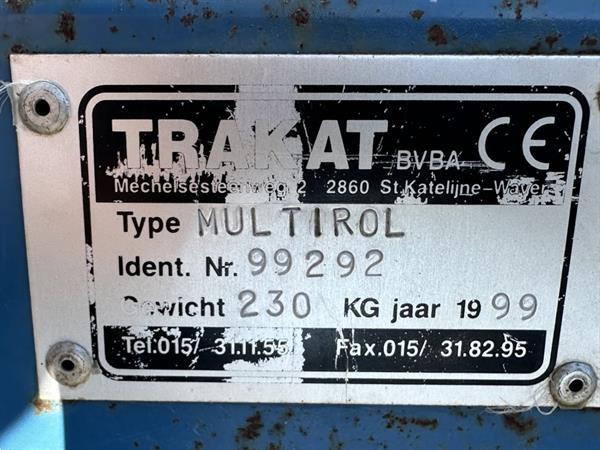 TRAKAT BVBA CE
Mechelsesteenweg 2 2860 St.Katelijne-Waver
Type MULTIROL
Ident. Nr. 99292
Gewicht 230 KG jaar 1999
Tel.015/ 31.11.55 Fax.015/ 31.82.95